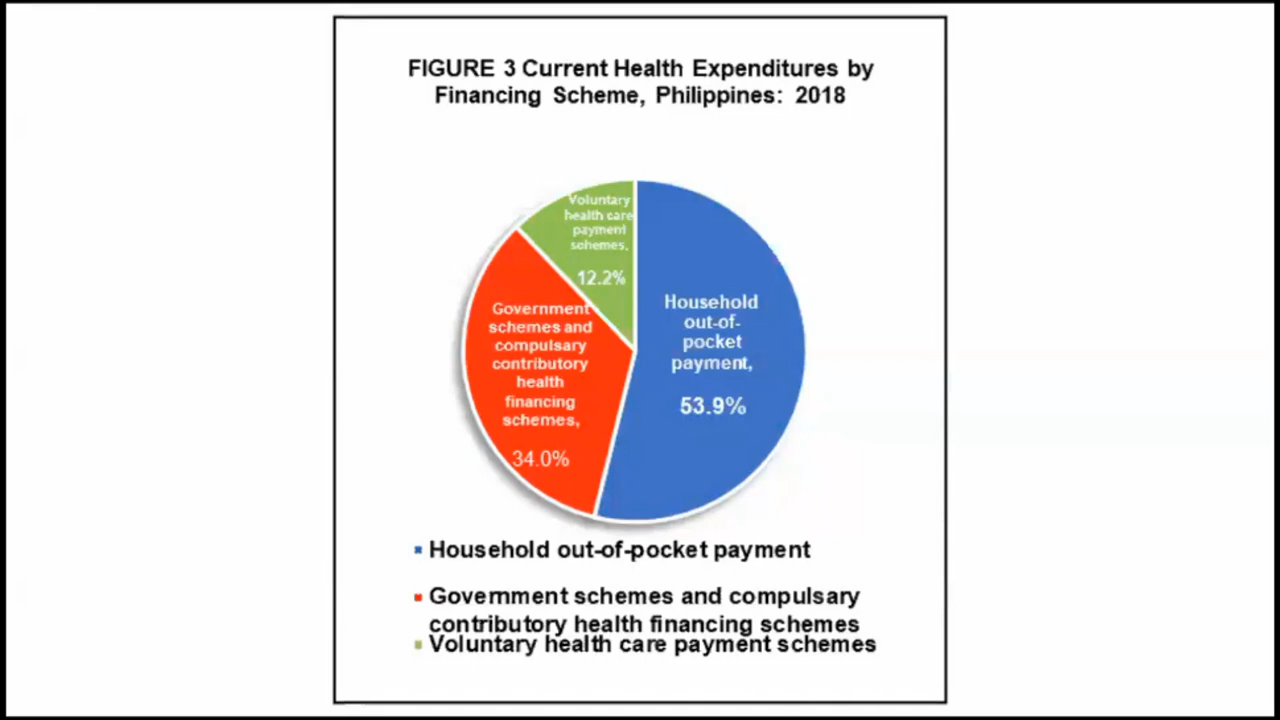 FIGURE 3 Current Health Expenditures by
Financing Scheme, Philippines: 2018
Voluntary
health care
payment
schemes,
12.2%
Household
out-of-
pocket
payment,
53.9%
Government
schemes and
compulsary
contributory
health
financing
schemes,
34.0%
Household out-of-pocket payment
Government schemes and compulsary
contributory health financing schemes
Voluntary health care payment schemes